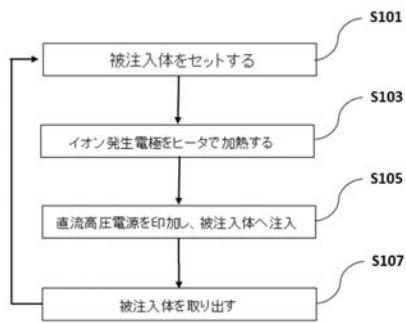 S101
被注入体をセットする
S103
イオン発生電極をヒータで加熱する
S105
直流高圧電源を印加し、被注入体へ注入
S107
被注入体を取り出す